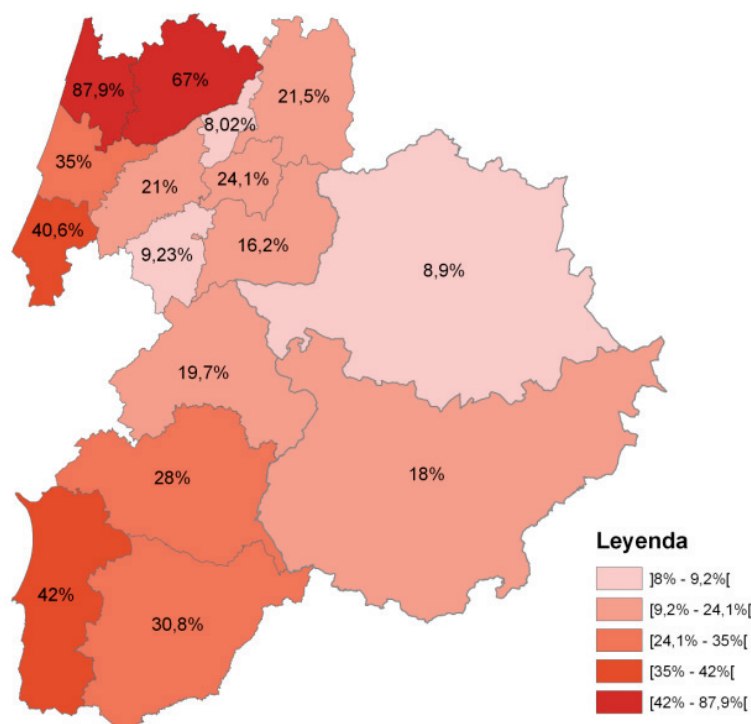 87,9%
67%
21,5%
8,02%
35%
21%
24,1%
40,6%
9,23%
16,2%
8,9%
19,7%
18%
28%
42%
30,8%
Leyenda
]8% - 9,2%[
[9,2% - 24,1%[
[24,1% - 35%[
[35% - 42%[
[42% - 87,9%[